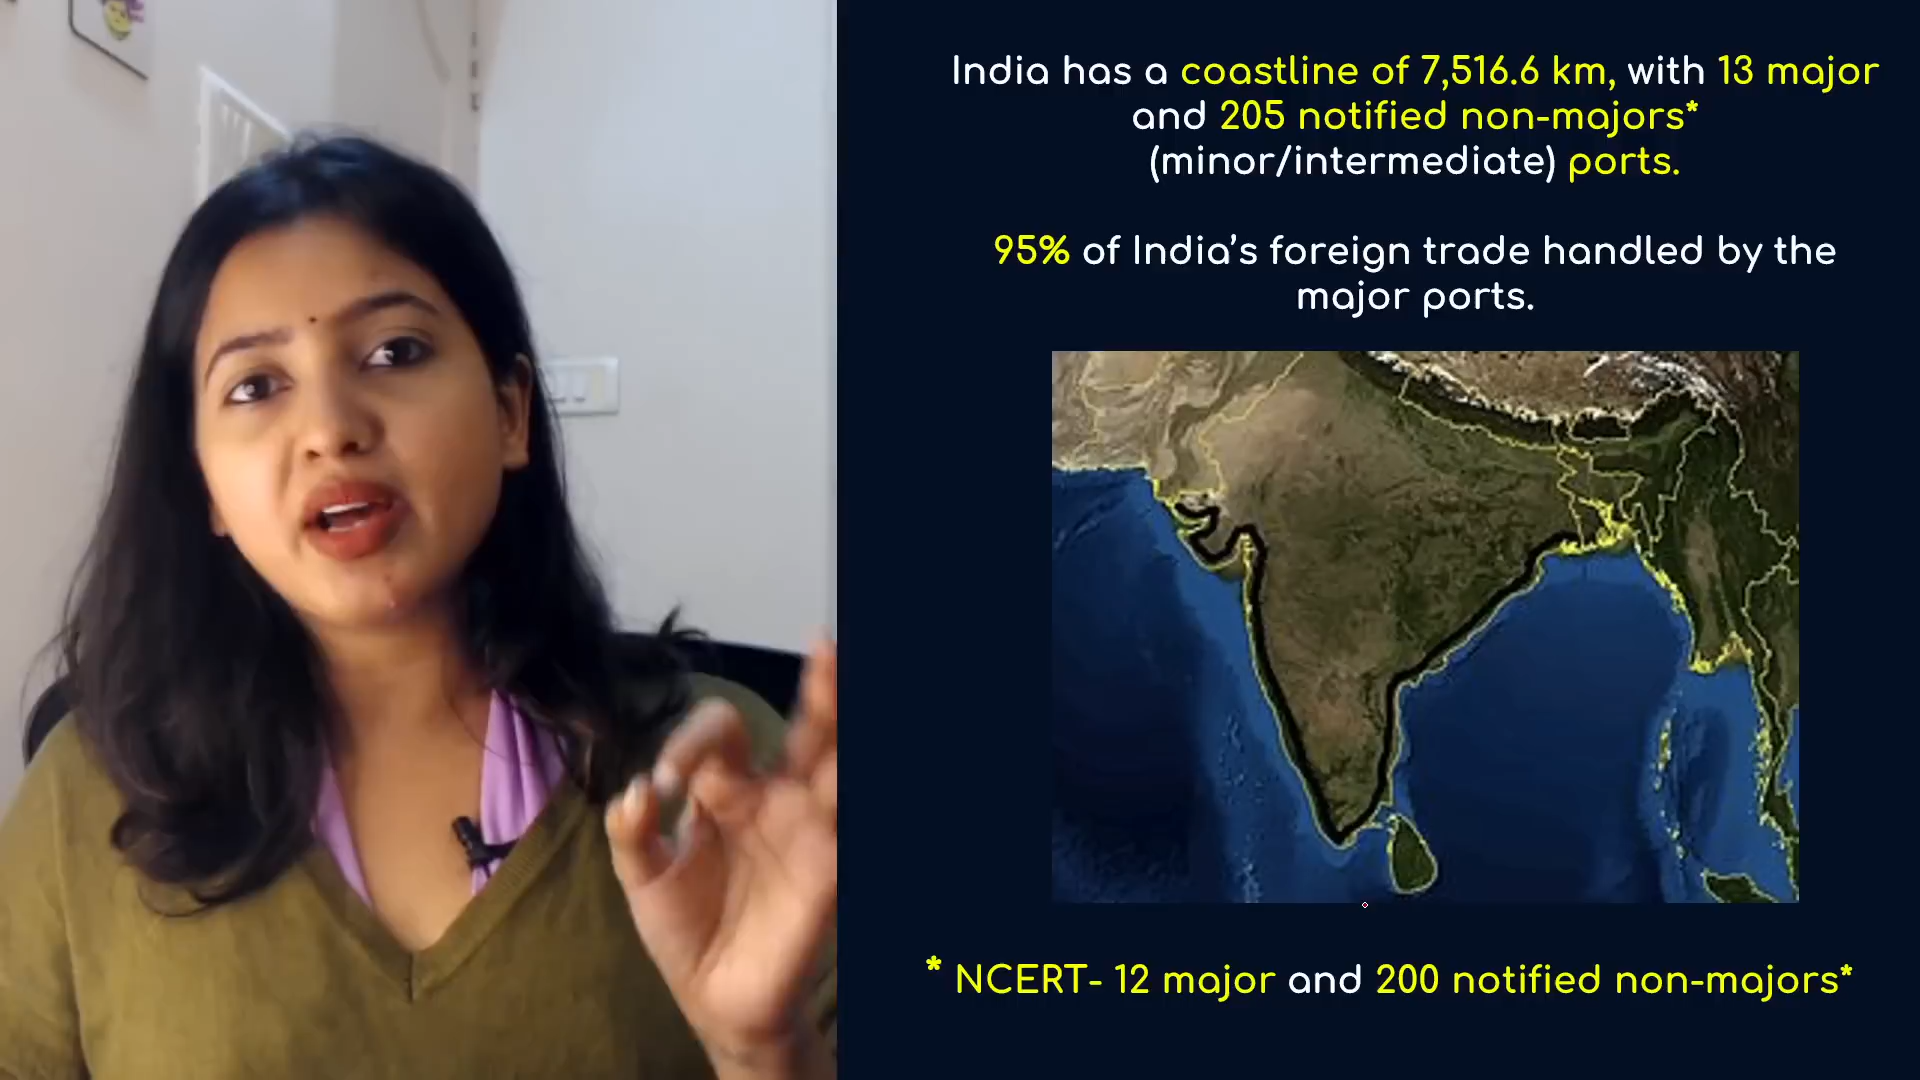 India has a coastline of 7,516.6 km, with 13 major
and 205 notified non-majors*
(minor/intermediate) ports.
95% of India's foreign trade handled by the
major ports.
* NCERT- 12 major and 200 notified non-majors*